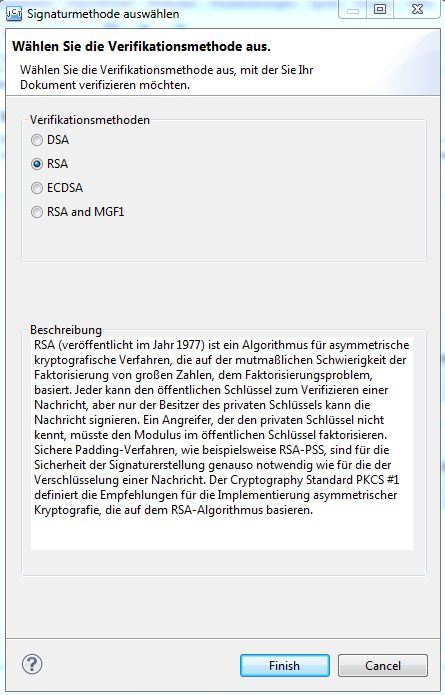 JCT Signaturmethode auswählen
Wählen Sie die Verifikationsmethode aus.
Wählen Sie die Verifikationsmethode aus, mit der Sie Ihr
Dokument verifizieren möchten.
Verifikationsmethoden
DSA
RSA
ECDSA
RSA and MGF1
Beschreibung
RSA (veröffentlicht im Jahr 1977) ist ein Algorithmus für asymmetrische
kryptografische Verfahren, die auf der mutmaßlichen Schwierigkeit der
Faktorisierung von großen Zahlen, dem Faktorisierungsproblem,
basiert. Jeder kann den öffentlichen Schlüssel zum Verifizieren einer
Nachricht, aber nur der Besitzer des privaten Schlüssels kann die
Nachricht signieren. Ein Angreifer, der den privaten Schlüssel nicht
kennt, müsste den Modulus im öffentlichen Schlüssel faktorisieren.
Sichere Padding-Verfahren, wie beispielsweise RSA-PSS, sind für die
Sicherheit der Signaturerstellung genauso notwendig wie für die der
Verschlüsselung einer Nachricht. Der Cryptography Standard PKCS #1
definiert die Empfehlungen für die Implementierung asymmetrischer
Kryptografie, die auf dem RSA-Algorithmus basieren.
?
Finish
Cancel